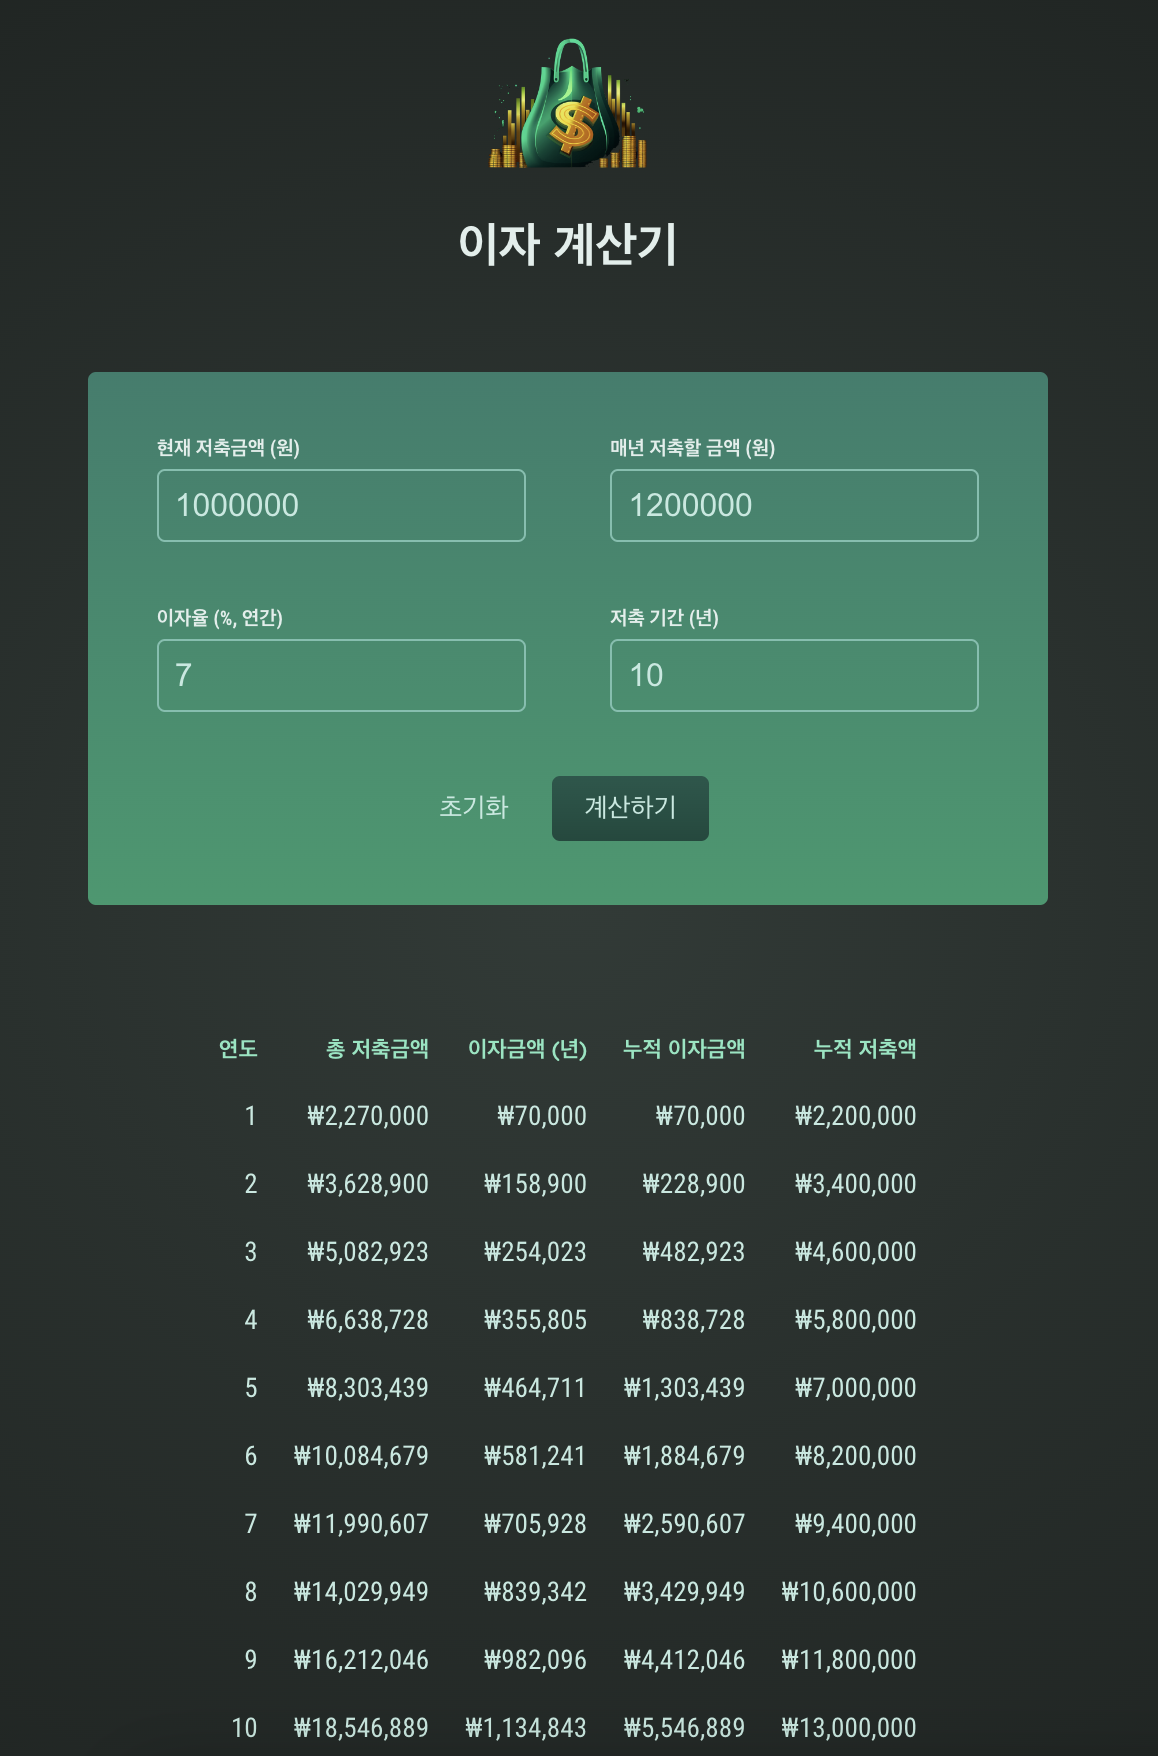 이자 계산기
현재 저축금액 (원) 매년 저축할 금액 (원)
1000000 1200000
이자율 (%, 연간) 저축 기간 (년)
7 10
초기화 계산하기
연도 총 저축금액 이자금액 (년) 누적 이자금액 누적 저축액
1 ₩2,270,000 ₩70,000 ₩70,000 ₩2,200,000
2 ₩3,628,900 ₩158,900 ₩228,900 ₩3,400,000
3 ₩5,082,923 ₩254,023 ₩482,923 ₩4,600,000
4 ₩6,638,728 ₩355,805 ₩838,728 ₩5,800,000
5 ₩8,303,439 ₩464,711 ₩1,303,439 ₩7,000,000
6 ₩10,084,679 ₩581,241 ₩1,884,679 ₩8,200,000
7 ₩11,990,607 ₩705,928 ₩2,590,607 ₩9,400,000
8 ₩14,029,949 ₩839,342 ₩3,429,949 ₩10,600,000
9 ₩16,212,046 ₩982,096 ₩4,412,046 ₩11,800,000
10 ₩18,546,889 ₩1,134,843 ₩5,546,889 ₩13,000,000